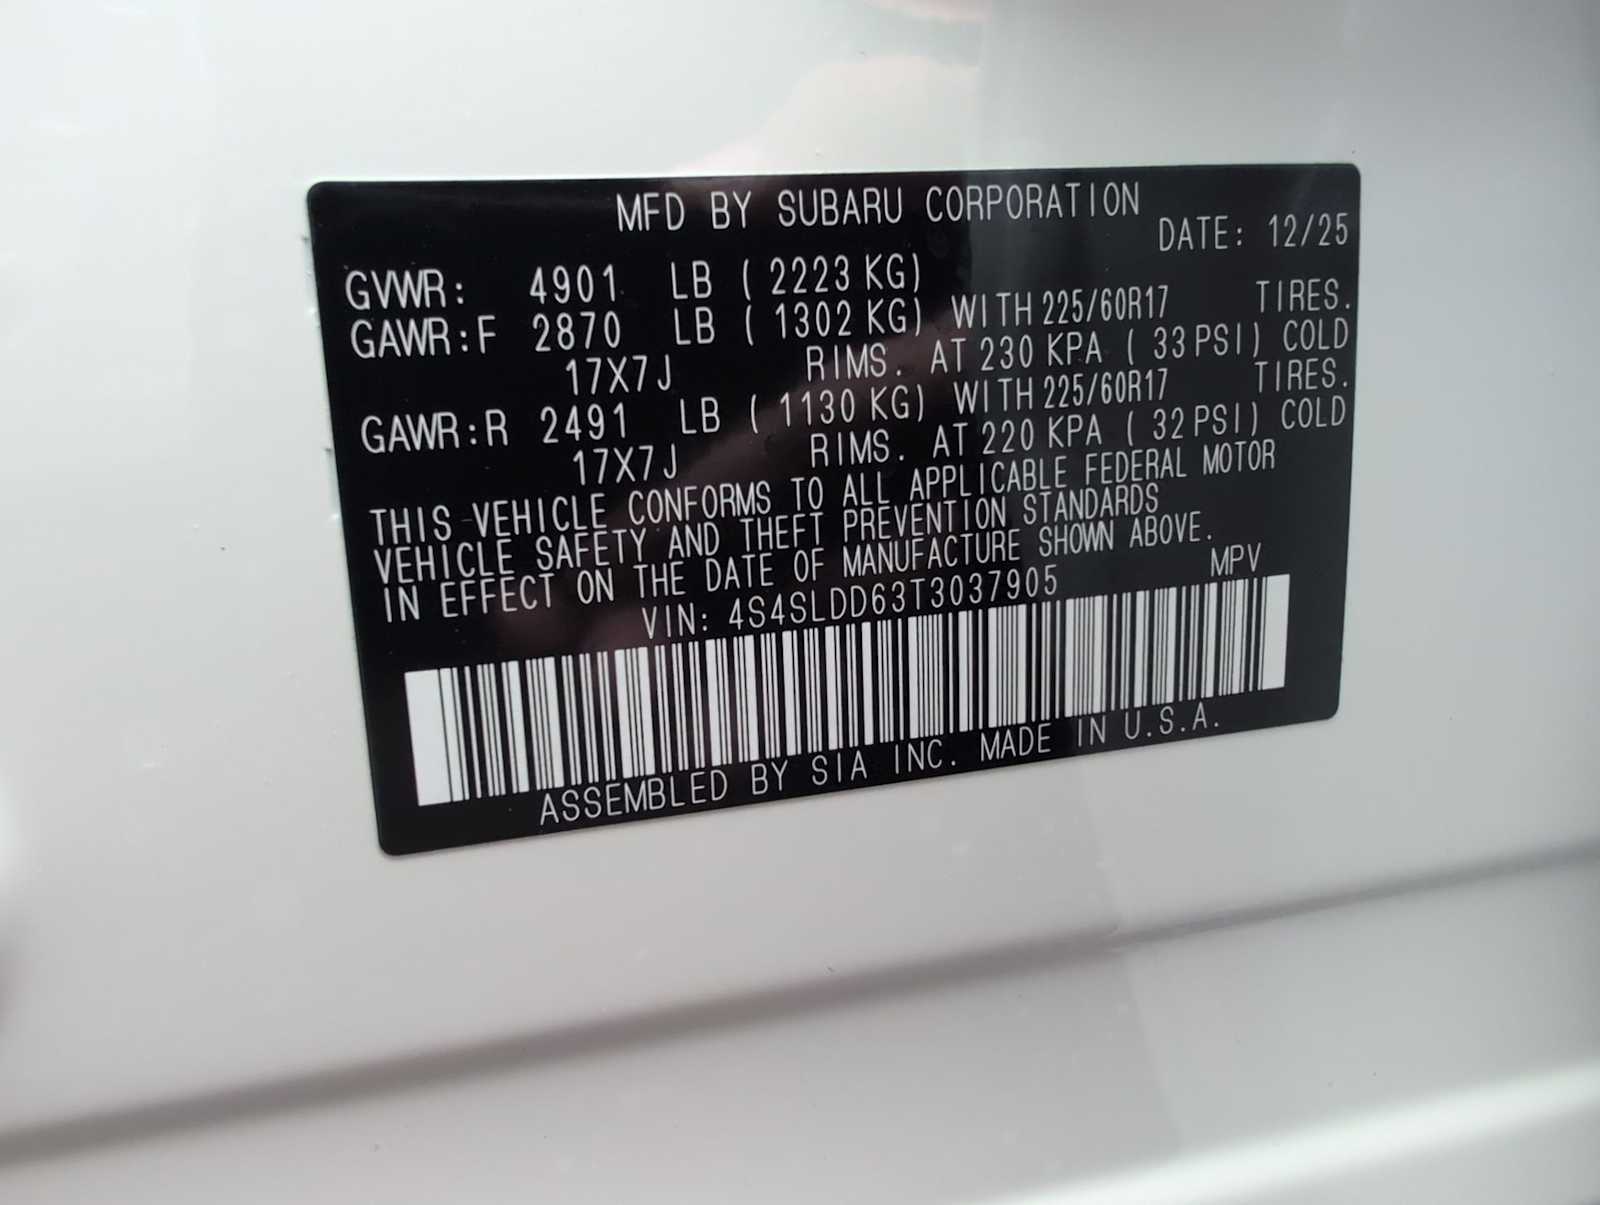 MFD BY SUBARU CORPORATION
DATE: 12/25
GVWR: 4901 LB ( 2223 KG)
GAWR:F 2870 LB ( 1302 KG) WITH 225/60R17 TIRES.
17X7J RIMS. AT 230 KPA ( 33 PSI) COLD
GAWR:R 2491 LB ( 1130 KG) WITH 225/60R17 TIRES.
17X7J RIMS. AT 220 KPA ( 32 PSI) COLD
THIS VEHICLE CONFORMS TO ALL APPLICABLE FEDERAL MOTOR
VEHICLE SAFETY AND THEFT PREVENTION STANDARDS
IN EFFECT ON THE DATE OF MANUFACTURE SHOWN ABOVE.
VIN: 4S4SLDD63T3037905 MPV
ASSEMBLED BY SIA INC. MADE IN U.S.A.